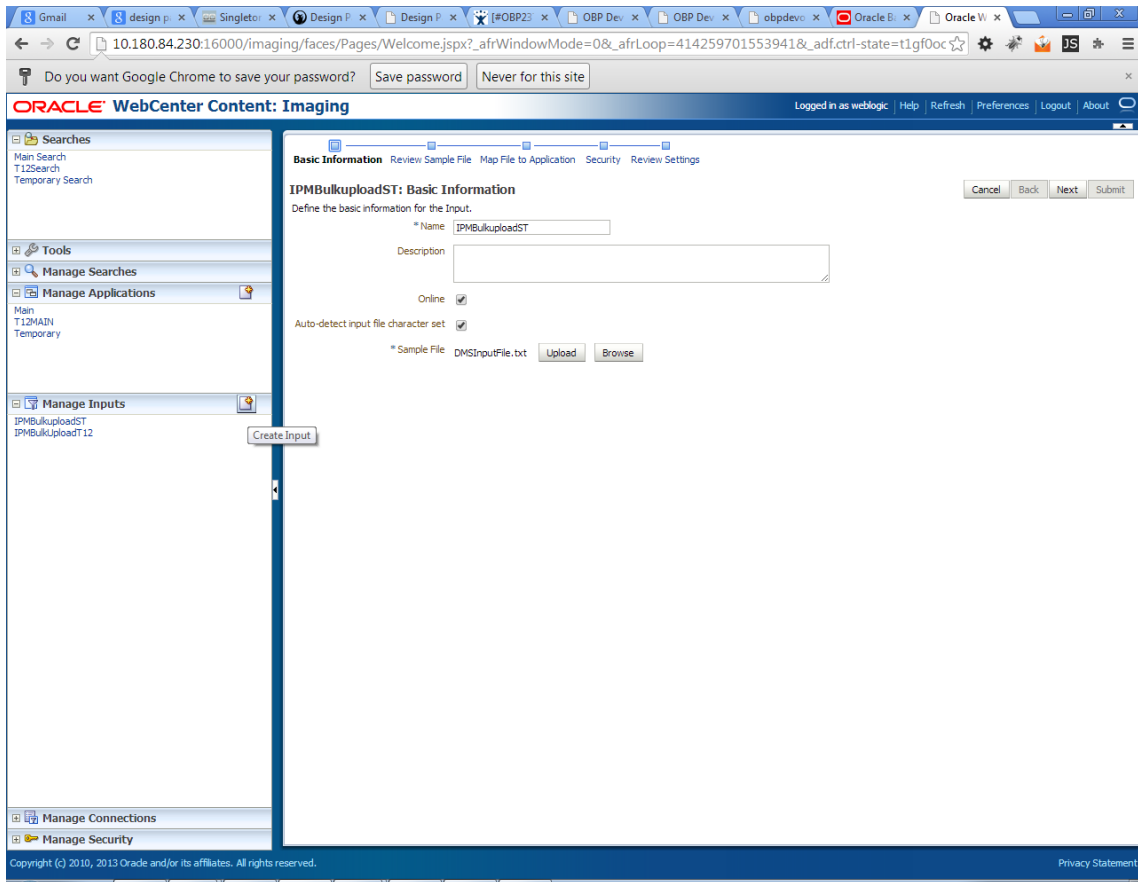 Gmail
design p
Singletor
Design P
Design P
[#OBP23
OBP Dev
OBP Dev
obpdevo
Oracle B
Oracle W
10.180.84.230:16000/imaging/faces/Pages/Welcome.jspx?_afrWindowMode=0&_afrLoop=414259701553941&_adf.ctrl-state=t1gf0oc
JS
Do you want Google Chrome to save your password? Save password Never for this site
ORACLE WebCenter Content: Imaging
Logged in as weblogic Help Refresh Preferences Logout About
Searches
Main Search
T12Search
Temporary Search
Tools
Manage Searches
Manage Applications
Main
T12MAIN
Temporary
Manage Inputs
IPMBulkuploadST
IPMBulkUploadT12
Create Input
Manage Connections
Manage Security
Basic Information Review Sample File Map File to Application Security Review Settings
IPMBulkuploadST: Basic Information
Cancel Back Next Submit
Define the basic information for the Input.
* Name IPMBulkuploadST
Description
Online
Auto-detect input file character set
* Sample File DMSInputFile.txt Upload Browse
Copyright (c) 2010, 2013 Oracle and/or its affiliates. All rights reserved.
Privacy Statement